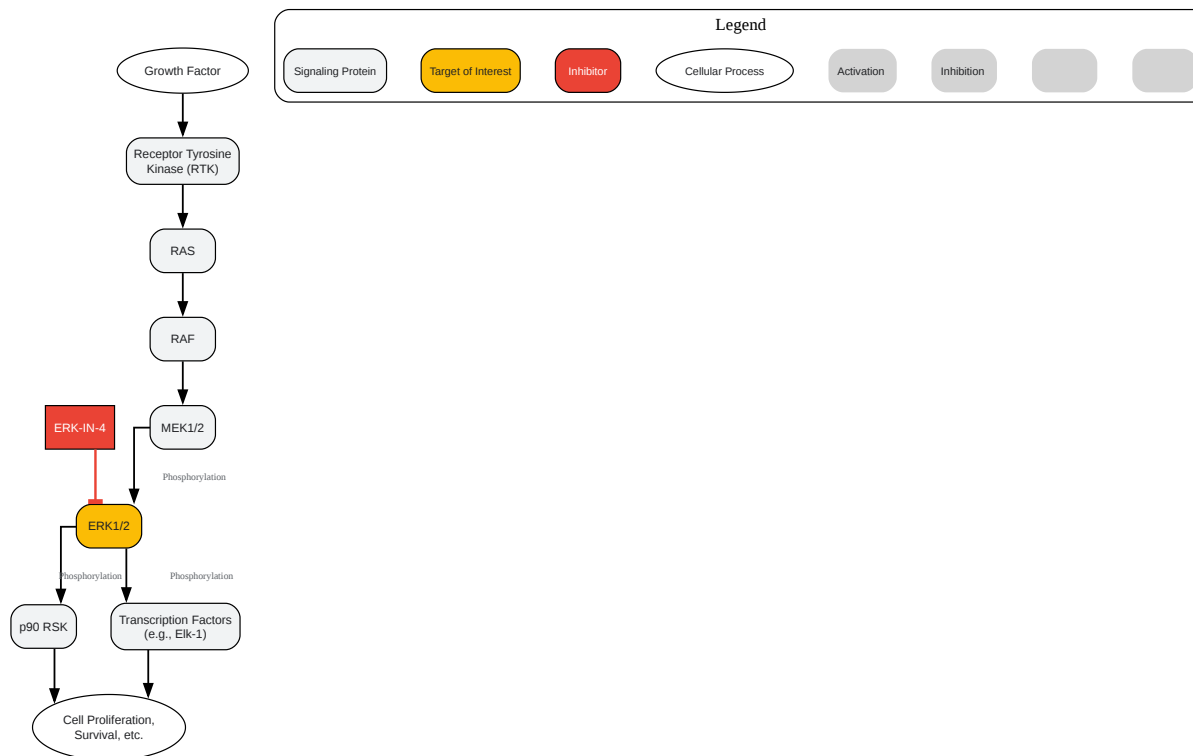 Legend
Signaling Protein
Target of Interest
Inhibitor
Cellular Process
Activation
Inhibition
Growth Factor
Receptor Tyrosine
Kinase (RTK)
RAS
RAF
ERK-IN-4
MEK1/2
Phosphorylation
ERK1/2
Phosphorylation
Phosphorylation
p90 RSK
Transcription Factors
(e.g., Elk-1)
Cell Proliferation,
Survival, etc.